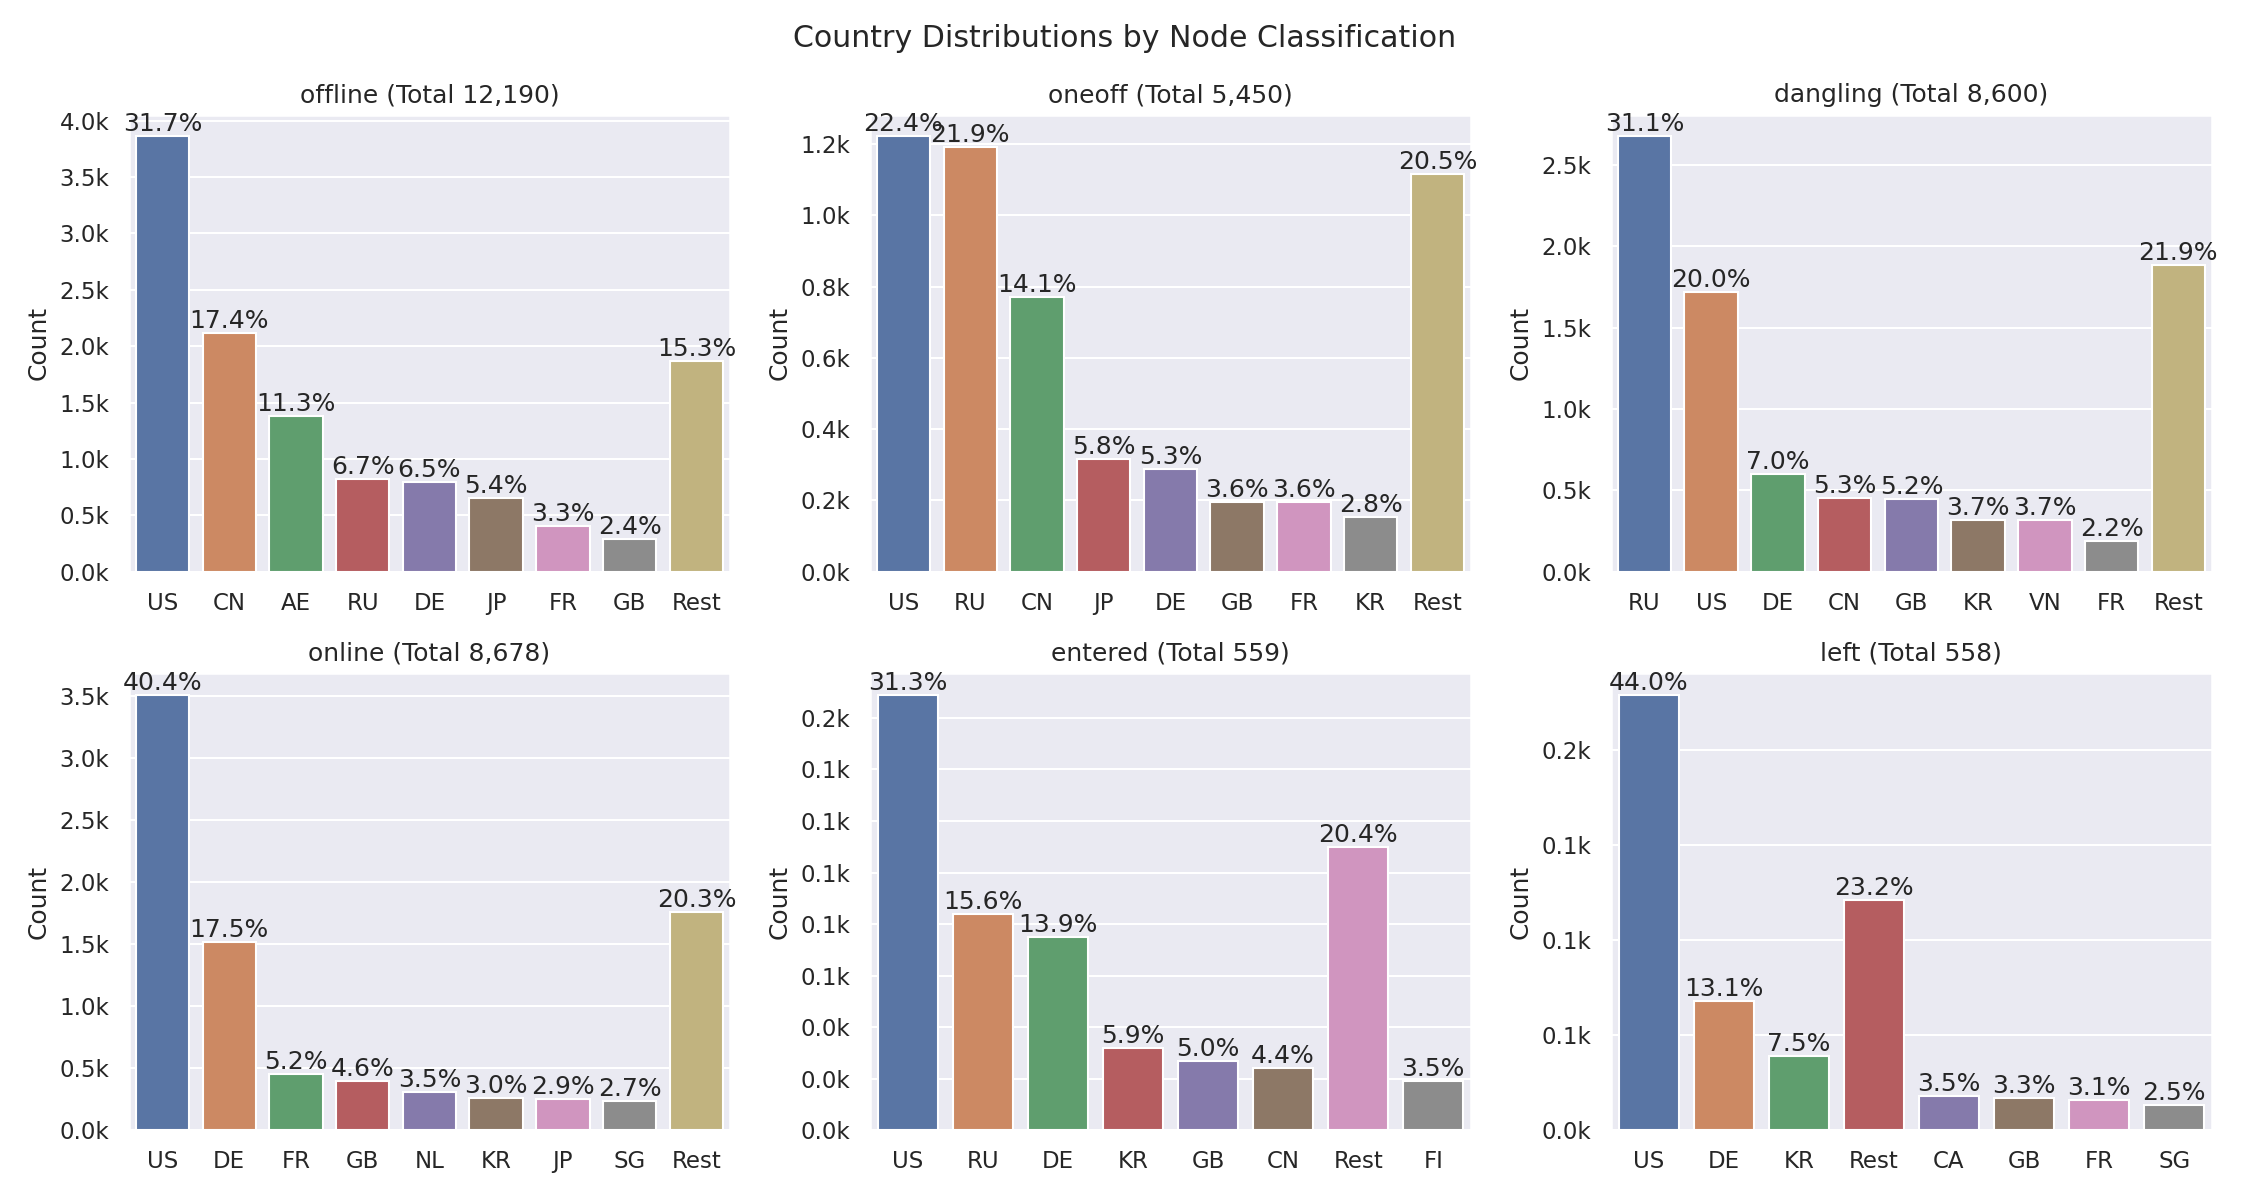 Country Distributions by Node Classification
offline (Total 12,190)
Count
4.0k
3.5k
3.0k
2.5k
2.0k
1.5k
1.0k
0.5k
0.0k
31.7%
17.4%
11.3%
6.7%
6.5%
5.4%
3.3%
2.4%
15.3%
US CN AE RU DE JP FR GB Rest
oneoff (Total 5,450)
Count
1.2k
1.0k
0.8k
0.6k
0.4k
0.2k
0.0k
22.4%
21.9%
14.1%
5.8%
5.3%
3.6%
3.6%
2.8%
20.5%
US RU CN JP DE GB FR KR Rest
dangling (Total 8,600)
Count
2.5k
2.0k
1.5k
1.0k
0.5k
0.0k
31.1%
20.0%
7.0%
5.3%
5.2%
3.7%
3.7%
2.2%
21.9%
RU US DE CN GB KR VN FR Rest
online (Total 8,678)
Count
3.5k
3.0k
2.5k
2.0k
1.5k
1.0k
0.5k
0.0k
40.4%
17.5%
5.2%
4.6%
3.5%
3.0%
2.9%
2.7%
20.3%
US DE FR GB NL KR JP SG Rest
entered (Total 559)
Count
0.2k
0.1k
0.1k
0.1k
0.1k
0.1k
0.0k
0.0k
0.0k
31.3%
15.6%
13.9%
5.9%
5.0%
4.4%
20.4%
3.5%
US RU DE KR GB CN Rest FI
left (Total 558)
Count
0.2k
0.1k
0.1k
0.1k
0.0k
44.0%
13.1%
7.5%
23.2%
3.5%
3.3%
3.1%
2.5%
US DE KR Rest CA GB FR SG